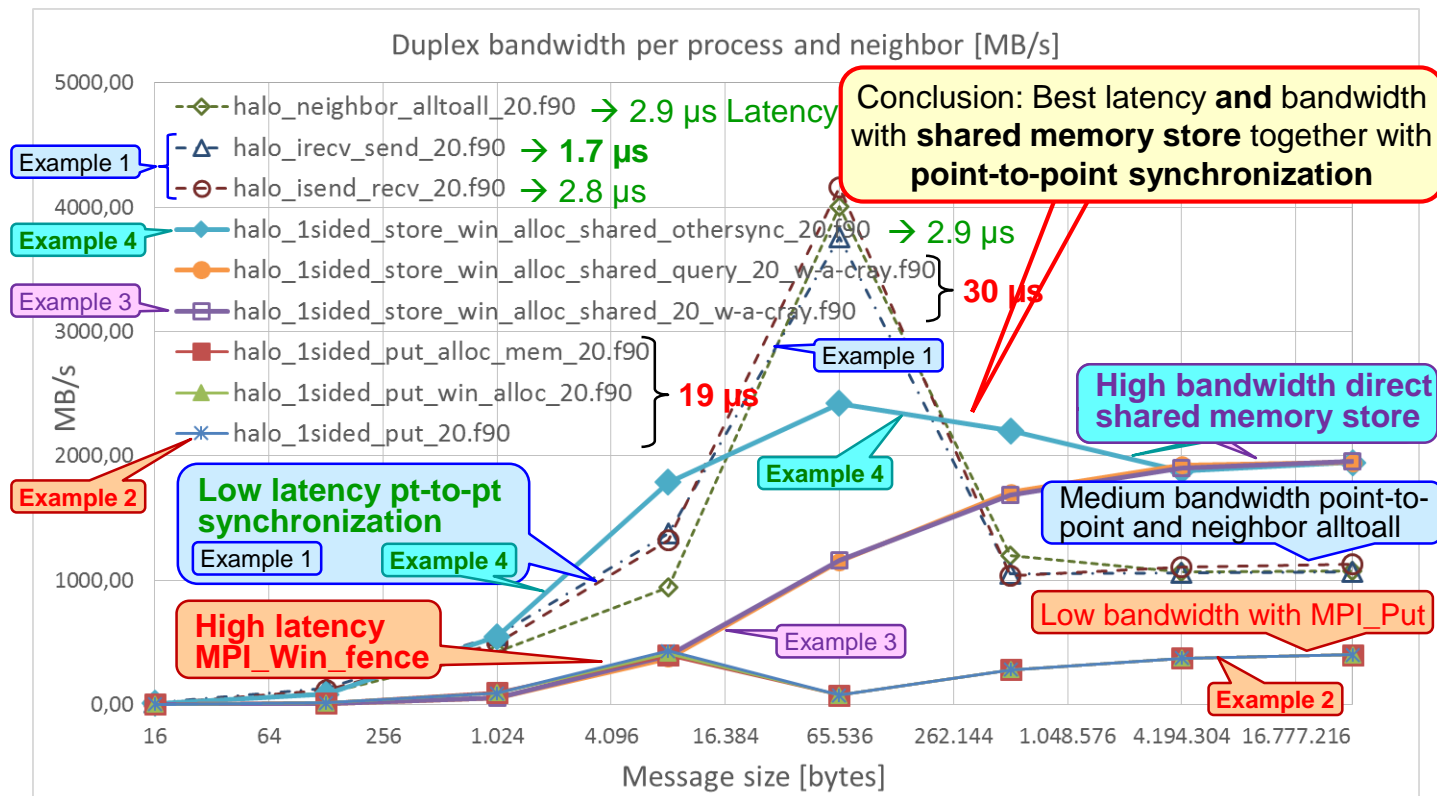 Duplex bandwidth per process and neighbor [MB/s]
5000,00
4000,00
3000,00
2000,00
1000,00
0,00
MB/s
halo_neighbor_alltoall_20.f90 → 2.9 µs Latency
Example 1
halo_irecv_send_20.f90 → 1.7 µs
halo_isend_recv_20.f90 → 2.8 µs
Example 4
halo_1sided_store_win_alloc_shared_othersync_20.f90 → 2.9 µs
halo_1sided_store_win_alloc_shared_query_20_w-a-cray.f90
30 µs
Example 3
halo_1sided_store_win_alloc_shared_20_w-a-cray.f90
halo_1sided_put_alloc_mem_20.f90
halo_1sided_put_win_alloc_20.f90
19 µs
halo_1sided_put_20.f90
Example 2
Conclusion: Best latency and bandwidth
with shared memory store together with
point-to-point synchronization
Example 1
High bandwidth direct
shared memory store
Example 4
Low latency pt-to-pt
synchronization
Example 1
Example 4
Medium bandwidth point-to-
point and neighbor alltoall
High latency
MPI_Win_fence
Example 3
Low bandwidth with MPI_Put
Example 2
16
64
256
1.024
4.096
16.384
65.536
262.144
1.048.576
4.194.304
16.777.216
Message size [bytes]